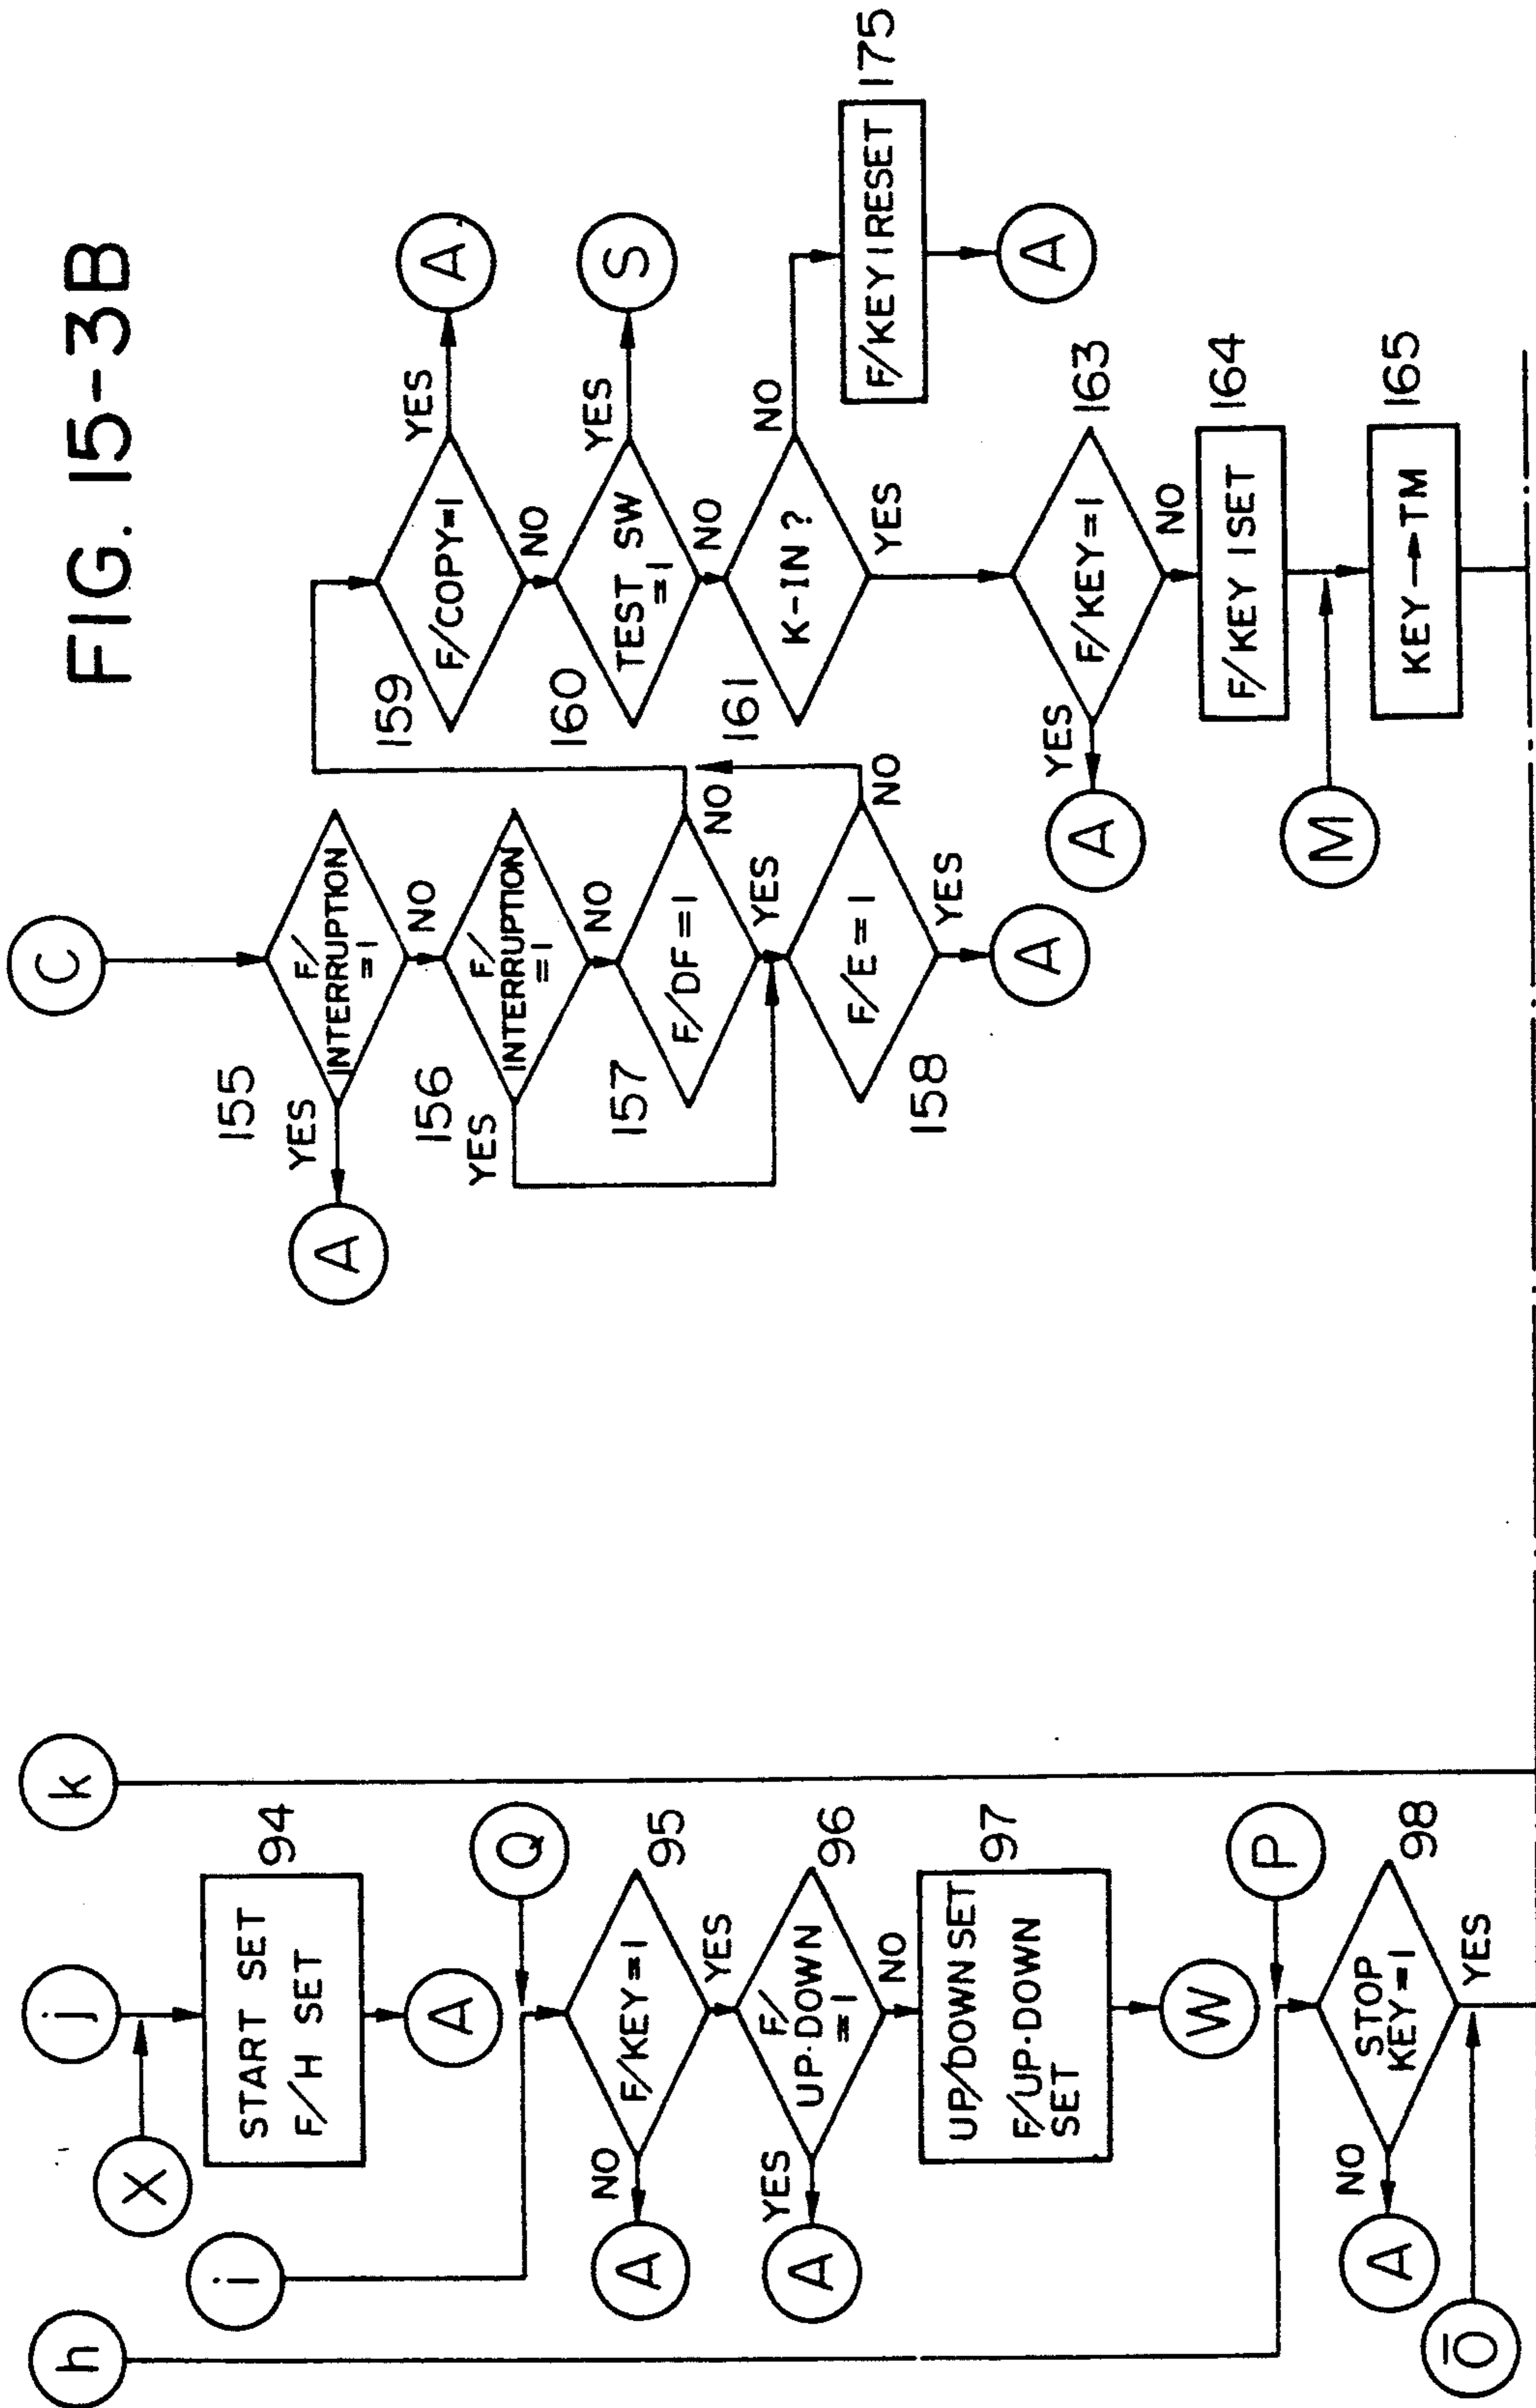 FIG. 15-3B
h
i
X
j
k
START SET
F/H SET
94
A
Q
F/KEY=1
95
NO
A
YES
F/
UP·DOWN
=1
96
YES
A
NO
UP/DOWN SET
F/UP·DOWN
SET
97
W
P
STOP
KEY=1
98
NO
A
YES
O̅
C
155
F/
INTERRUPTION
=1
YES
A
NO
156
F/
INTERRUPTION
=1
YES
NO
157
F/DF=1
NO
YES
158
F/E=1
NO
YES
A
159
F/COPY=1
YES
A
NO
160
TEST SW
=1
YES
S
NO
161
K-IN ?
NO
F/KEY 1 RESET
175
A
YES
F/KEY=1
163
YES
A
NO
F/KEY 1 SET
164
M
KEY→TM
165